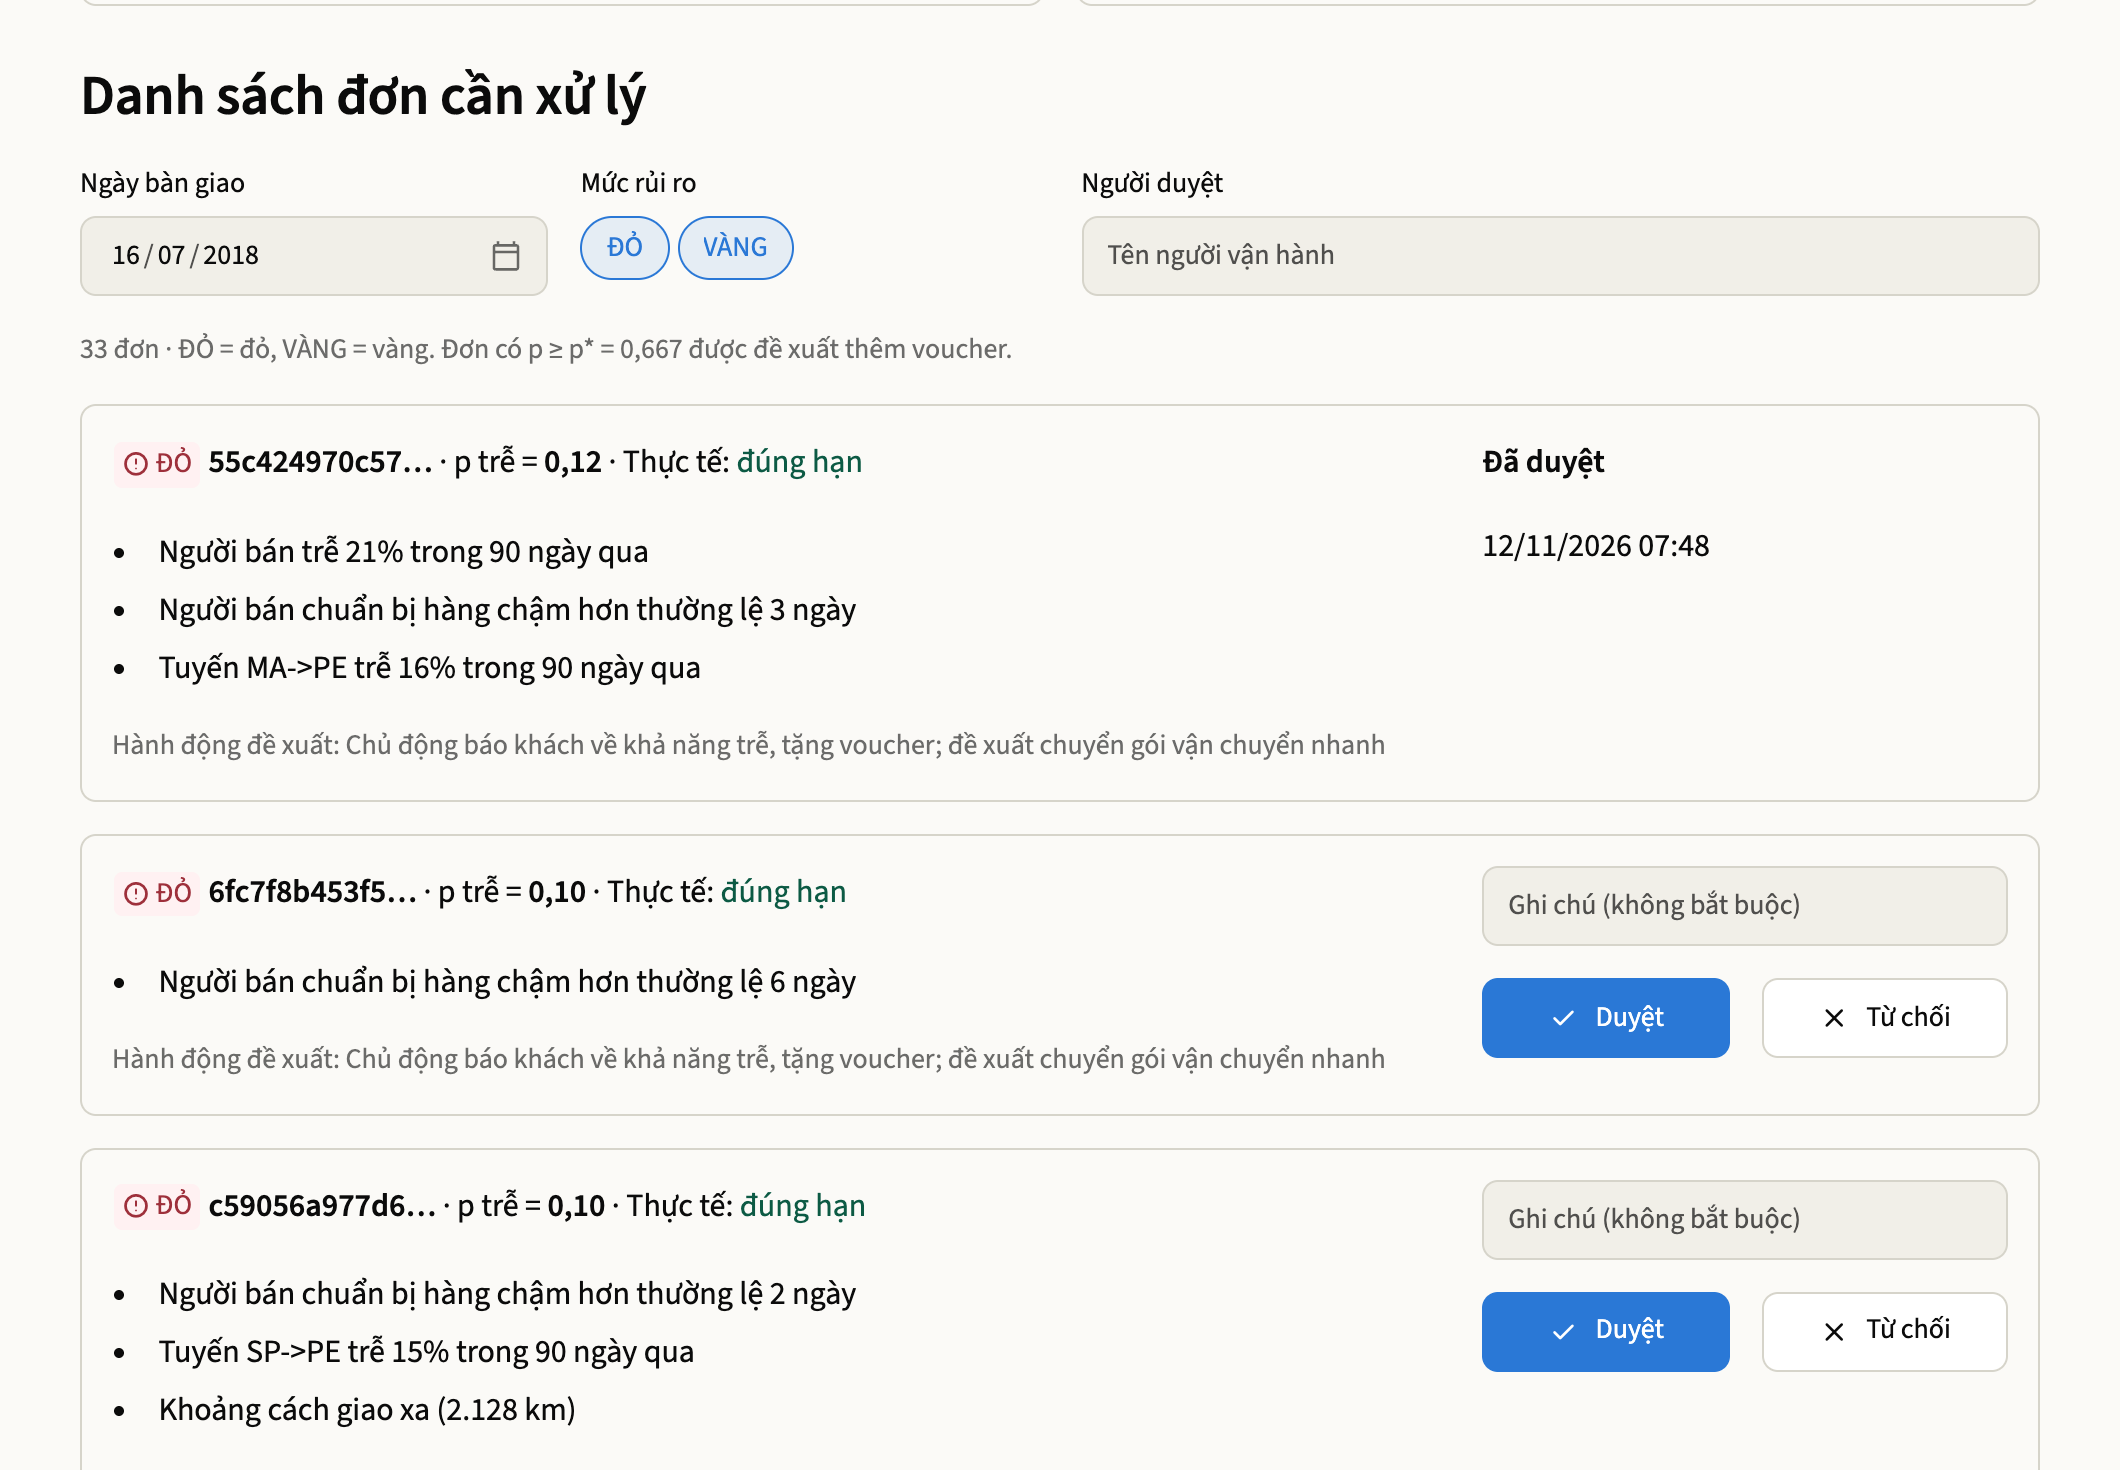 Danh sách đơn cần xử lý
Ngày bàn giao
Mức rủi ro
Người duyệt
16/07/2018
ĐỎ
VÀNG
Tên người vận hành
33 đơn · ĐỎ = đỏ, VÀNG = vàng. Đơn có p ≥ p* = 0,667 được đề xuất thêm voucher.
ĐỎ 55c424970c57... · p trễ = 0,12 · Thực tế: đúng hạn
Đã duyệt
12/11/2026 07:48
• Người bán trễ 21% trong 90 ngày qua
• Người bán chuẩn bị hàng chậm hơn thường lệ 3 ngày
• Tuyến MA->PE trễ 16% trong 90 ngày qua
Hành động đề xuất: Chủ động báo khách về khả năng trễ, tặng voucher; đề xuất chuyển gói vận chuyển nhanh
ĐỎ 6fc7f8b453f5... · p trễ = 0,10 · Thực tế: đúng hạn
Ghi chú (không bắt buộc)
• Người bán chuẩn bị hàng chậm hơn thường lệ 6 ngày
Duyệt
Từ chối
Hành động đề xuất: Chủ động báo khách về khả năng trễ, tặng voucher; đề xuất chuyển gói vận chuyển nhanh
ĐỎ c59056a977d6... · p trễ = 0,10 · Thực tế: đúng hạn
Ghi chú (không bắt buộc)
• Người bán chuẩn bị hàng chậm hơn thường lệ 2 ngày
Duyệt
Từ chối
• Tuyến SP->PE trễ 15% trong 90 ngày qua
• Khoảng cách giao xa (2.128 km)